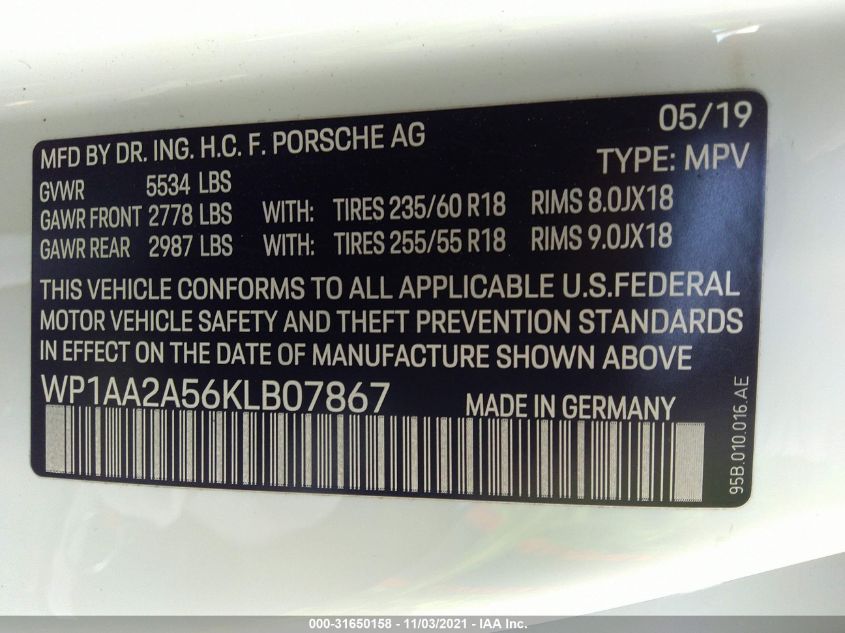 05/19
MFD BY DR. ING. H.C. F. PORSCHE AG
TYPE: MPV
GVWR 5534 LBS
GAWR FRONT 2778 LBS WITH: TIRES 235/60 R18 RIMS 8.0JX18
GAWR REAR 2987 LBS WITH: TIRES 255/55 R18 RIMS 9.0JX18
THIS VEHICLE CONFORMS TO ALL APPLICABLE U.S.FEDERAL
MOTOR VEHICLE SAFETY AND THEFT PREVENTION STANDARDS
IN EFFECT ON THE DATE OF MANUFACTURE SHOWN ABOVE
WP1AA2A56KLB07867 MADE IN GERMANY
95B.010.016.AE
000-31650158 - 11/03/2021 - IAA Inc.